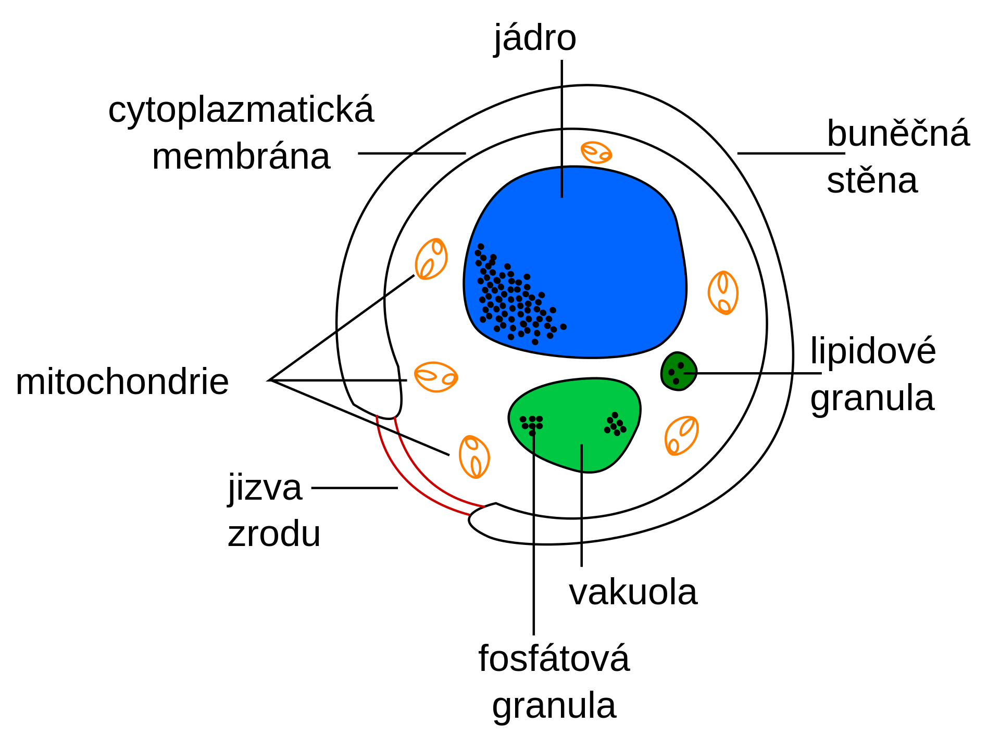 jádro
cytoplazmatická
membrána
buněčná
stěna
mitochondrie
lipidové
granula
jizva
zrodu
vakuola
fosfátová
granula